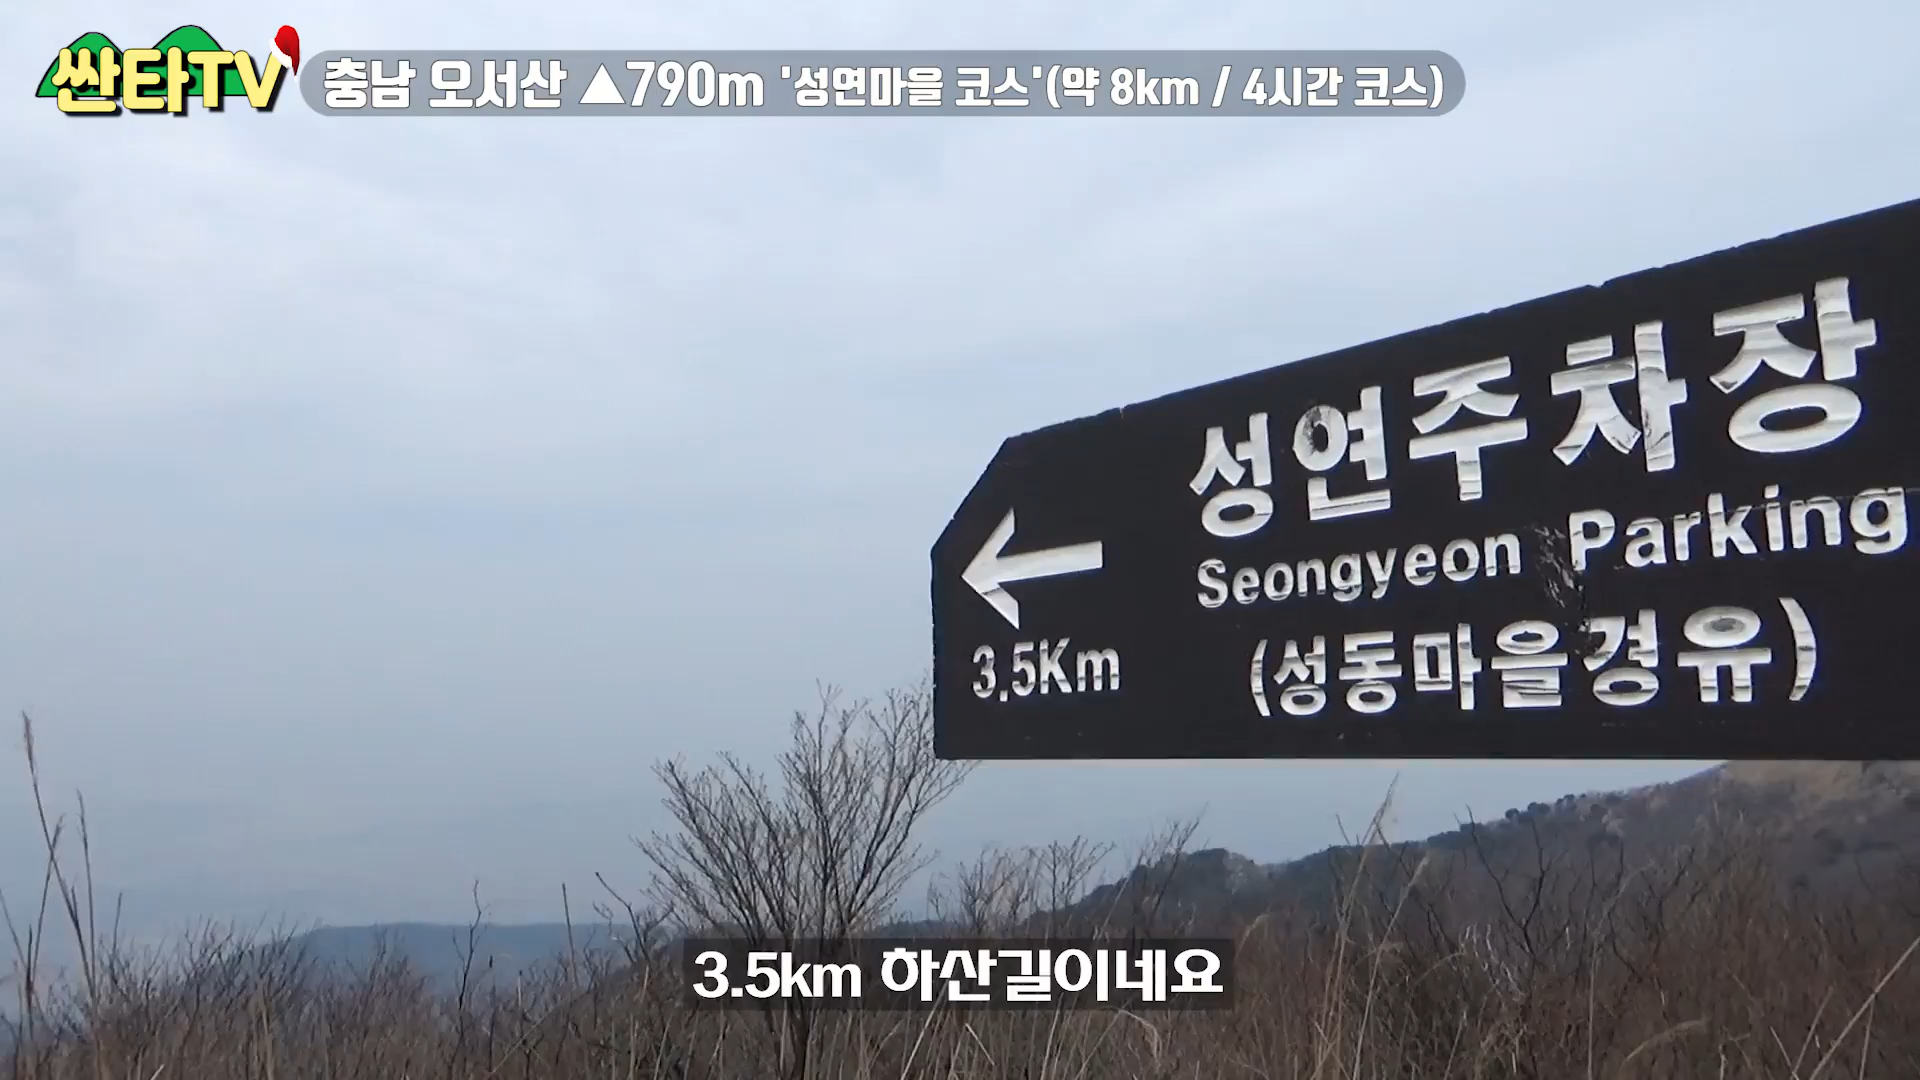 싼타TV
충남 오서산 ▲790m '성연마을 코스'(약 8km / 4시간 코스)
성연주차장
Seongyeon Parking
3.5Km
(성동마을경유)
3.5km 하산길이네요